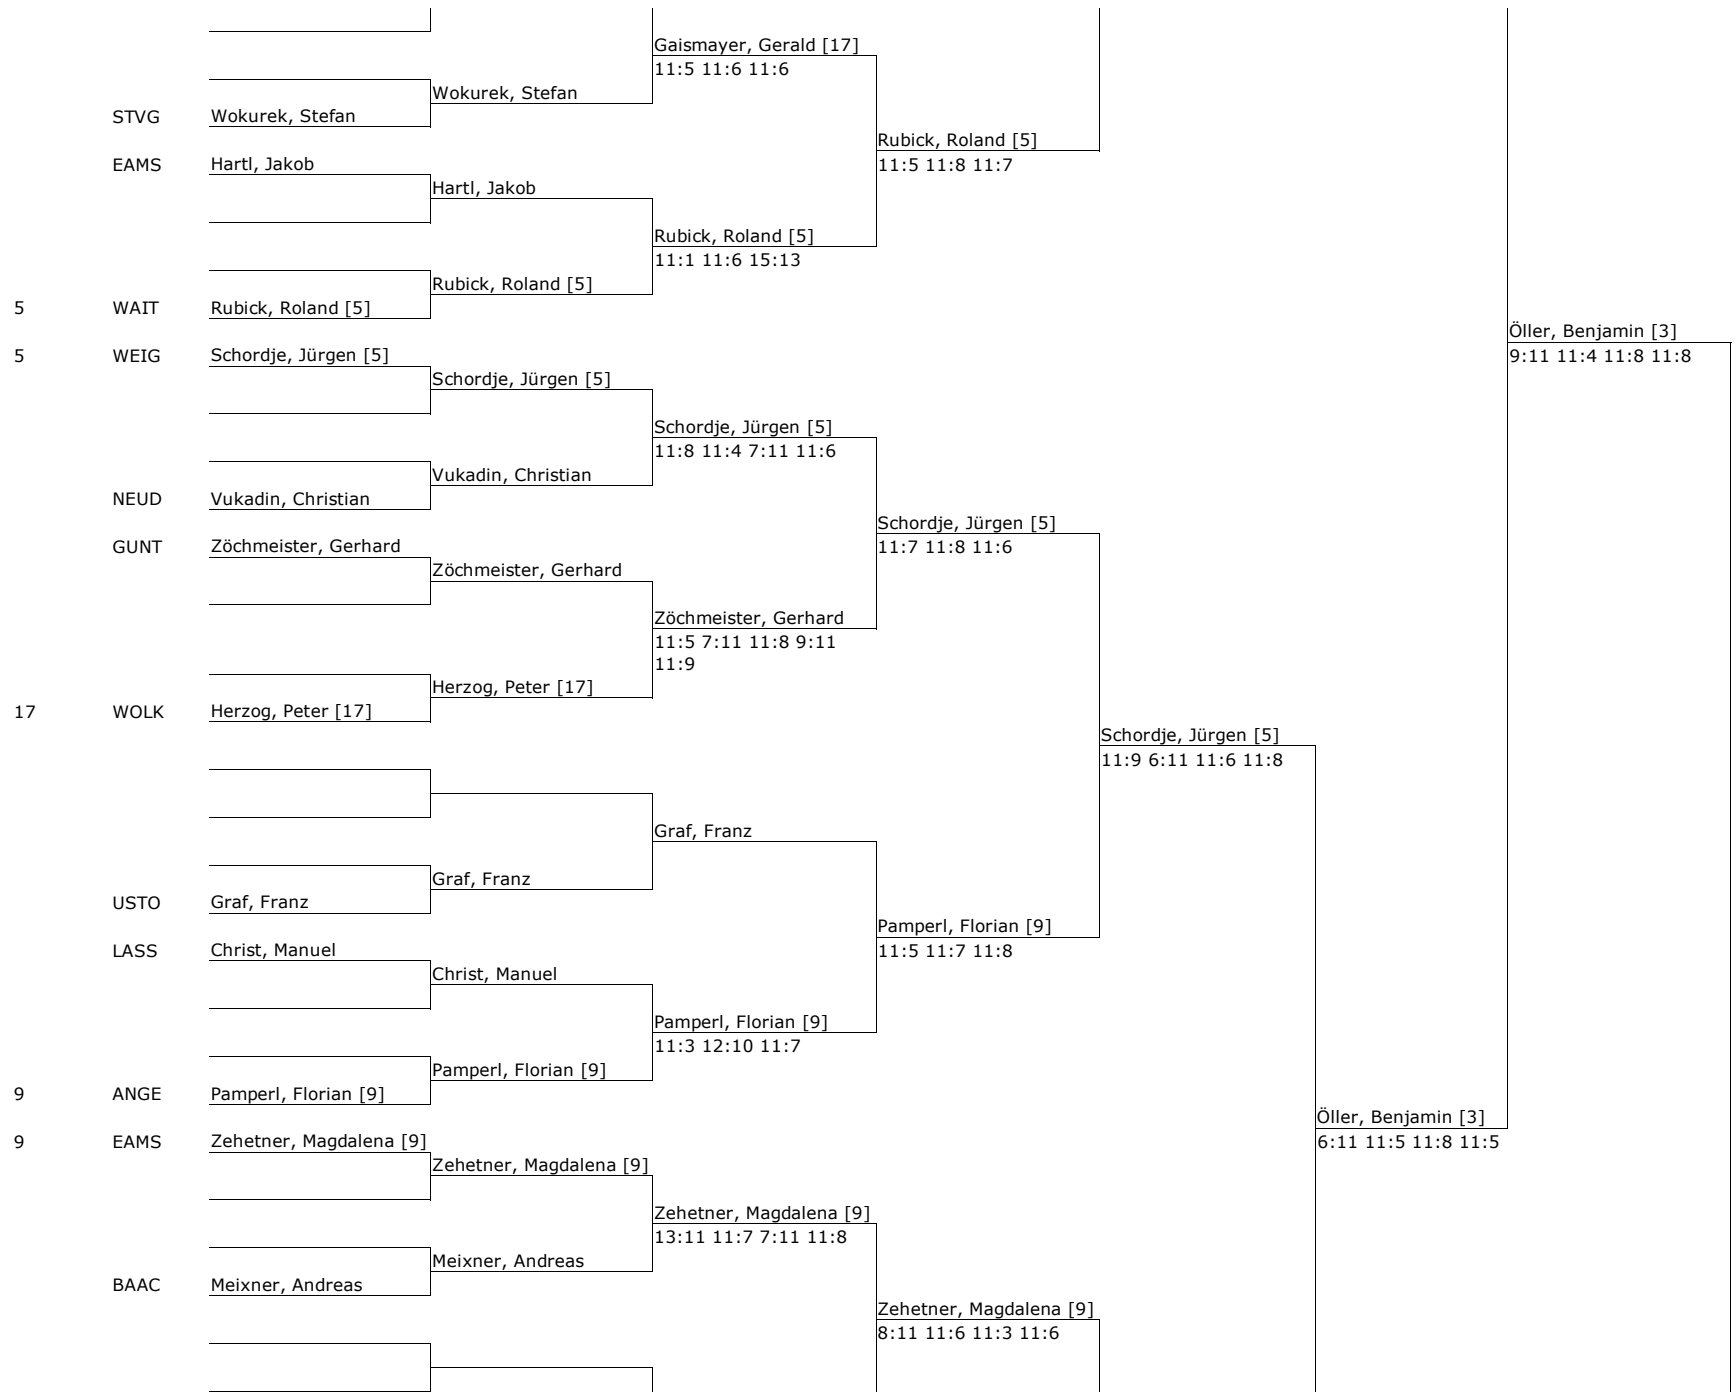 Gaismayer, Gerald [17]
11:5 11:6 11:6
Wokurek, Stefan
STVG Wokurek, Stefan
Rubick, Roland [5]
EAMS Hartl, Jakob
11:5 11:8 11:7
Hartl, Jakob
Rubick, Roland [5]
11:1 11:6 15:13
Rubick, Roland [5]
5 WAIT Rubick, Roland [5]
Öller, Benjamin [3]
5 WEIG Schordje, Jürgen [5]
9:11 11:4 11:8 11:8
Schordje, Jürgen [5]
Schordje, Jürgen [5]
11:8 11:4 7:11 11:6
Vukadin, Christian
NEUD Vukadin, Christian
Schordje, Jürgen [5]
GUNT Zöchmeister, Gerhard
11:7 11:8 11:6
Zöchmeister, Gerhard
Zöchmeister, Gerhard
11:5 7:11 11:8 9:11
11:9
Herzog, Peter [17]
17 WOLK Herzog, Peter [17]
Schordje, Jürgen [5]
11:9 6:11 11:6 11:8
Graf, Franz
Graf, Franz
USTO Graf, Franz
Pamperl, Florian [9]
LASS Christ, Manuel
11:5 11:7 11:8
Christ, Manuel
Pamperl, Florian [9]
11:3 12:10 11:7
Pamperl, Florian [9]
9 ANGE Pamperl, Florian [9]
Öller, Benjamin [3]
9 EAMS Zehetner, Magdalena [9]
6:11 11:5 11:8 11:5
Zehetner, Magdalena [9]
Zehetner, Magdalena [9]
13:11 11:7 7:11 11:8
Meixner, Andreas
BAAC Meixner, Andreas
Zehetner, Magdalena [9]
8:11 11:6 11:3 11:6